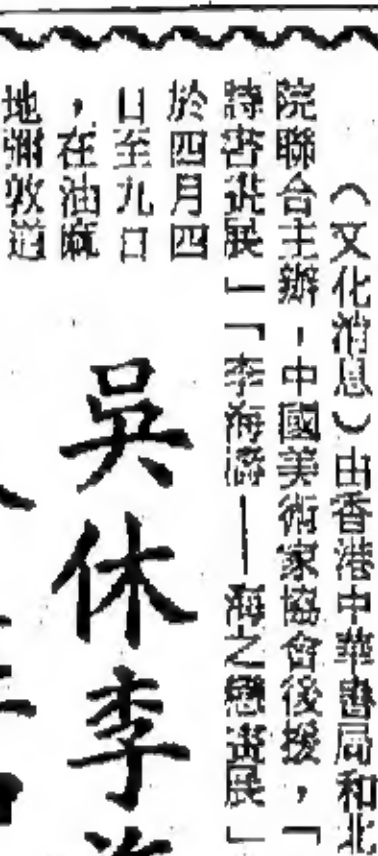 （文化消息）由香港中華書局和北
院聯合主辦，中國美術家協會後援，「
詩書畫展」「李海濤——海之戀畫展」
於四月四
日至九日
，在油麻
地彌敦道
吳休李海